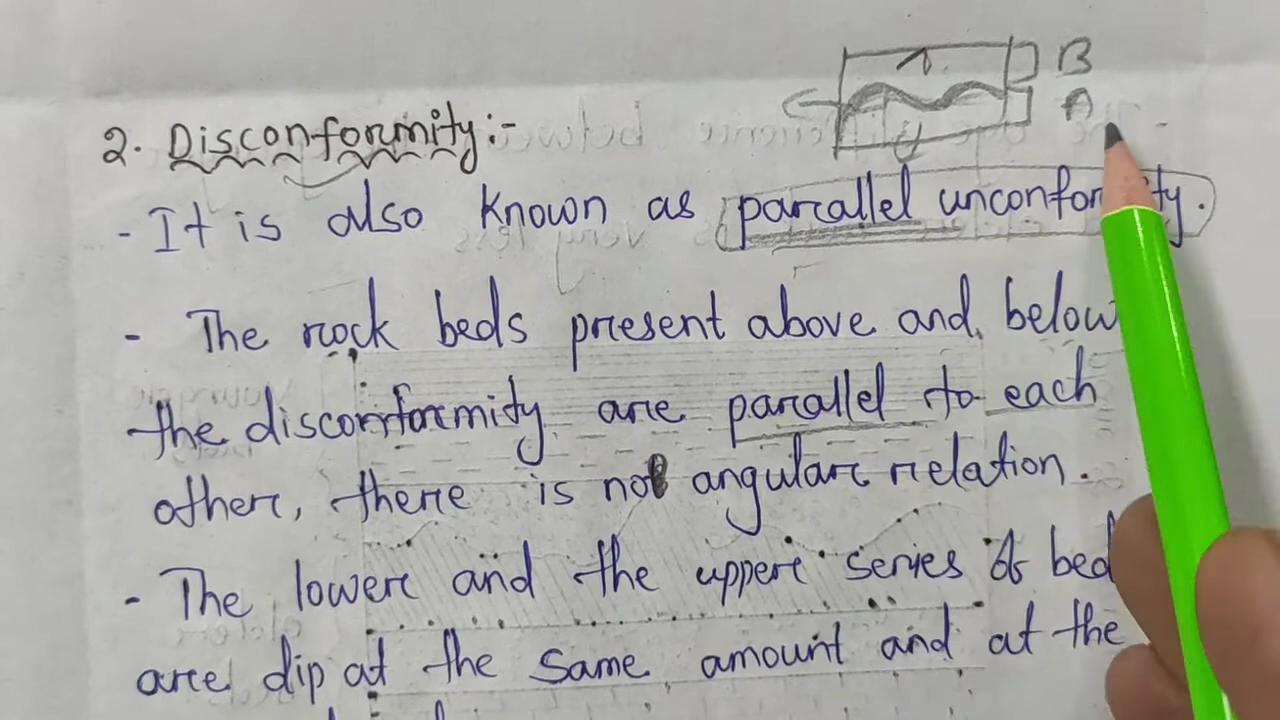 B
A
2. Disconformity:-
- It is also known as parallel unconformity.
- The rock beds present above and below
the disconformity are parallel to each
other, there is no angular relation.
- The lower and the upper series of bed
are dip at the same amount and at the